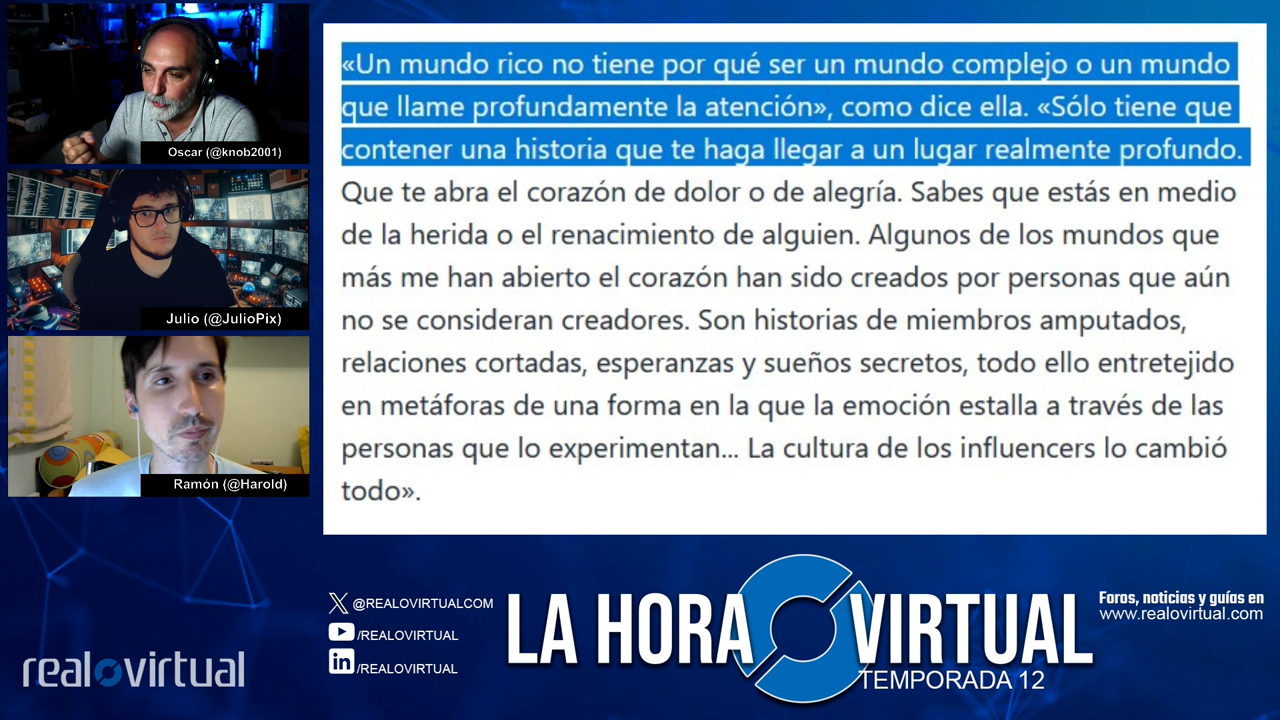 Oscar (@knob2001)
Julio (@JulioPix)
Ramón (@Harold)
«Un mundo rico no tiene por qué ser un mundo complejo o un mundo
que llame profundamente la atención», como dice ella. «Sólo tiene que
contener una historia que te haga llegar a un lugar realmente profundo.
Que te abra el corazón de dolor o de alegría. Sabes que estás en medio
de la herida o el renacimiento de alguien. Algunos de los mundos que
más me han abierto el corazón han sido creados por personas que aún
no se consideran creadores. Son historias de miembros amputados,
relaciones cortadas, esperanzas y sueños secretos, todo ello entretejido
en metáforas de una forma en la que la emoción estalla a través de las
personas que lo experimentan... La cultura de los influencers lo cambió
todo».
@REALOVIRTUALCOM
/REALOVIRTUAL
/REALOVIRTUAL
LA HORA VIRTUAL
TEMPORADA 12
Foros, noticias y guías en
www.realovirtual.com
realovirtual